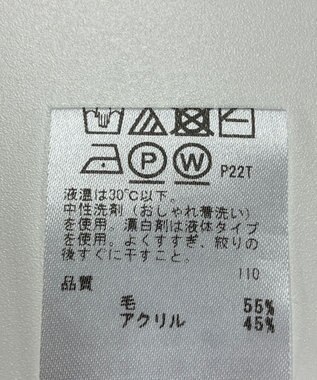 P W P22T
液温は30℃以下。
中性洗剤（おしゃれ着洗い）
を使用。漂白剤は液体タイプ
を使用。よくすすぎ、絞りの
後すぐに干すこと。
110
品質
毛 55%
アクリル 45%